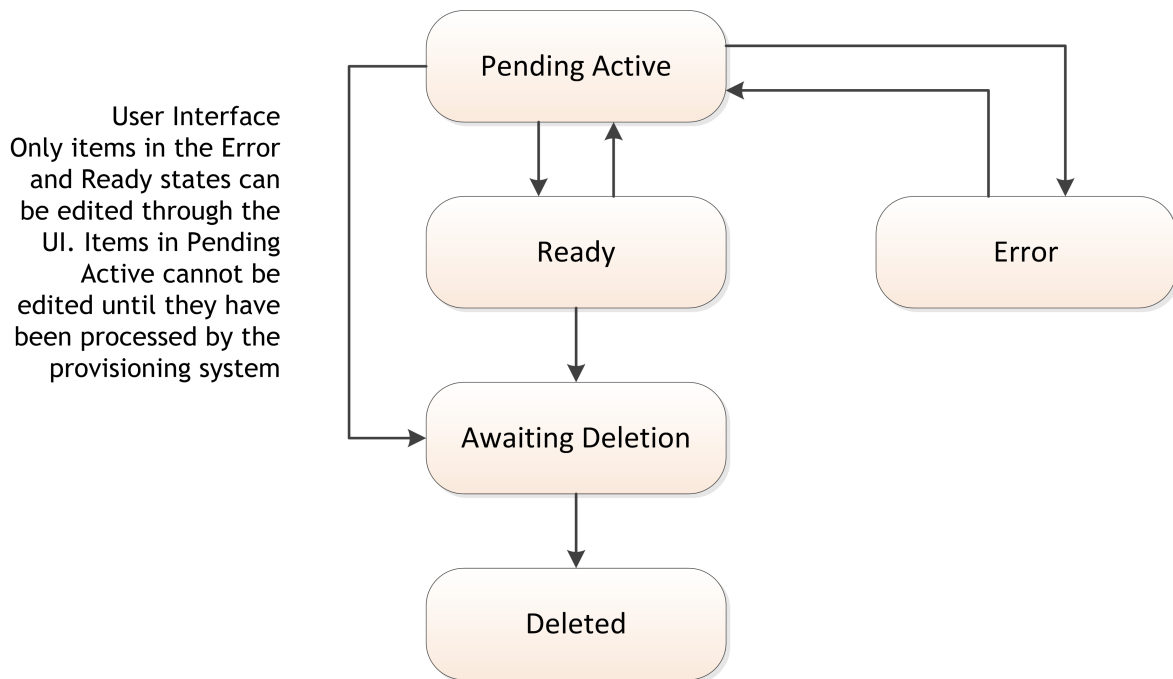 Pending Active
User Interface
Only items in the Error
and Ready states can
be edited through the
UI. Items in Pending
Active cannot be
edited until they have
been processed by the
provisioning system
Ready
Error
Awaiting Deletion
Deleted